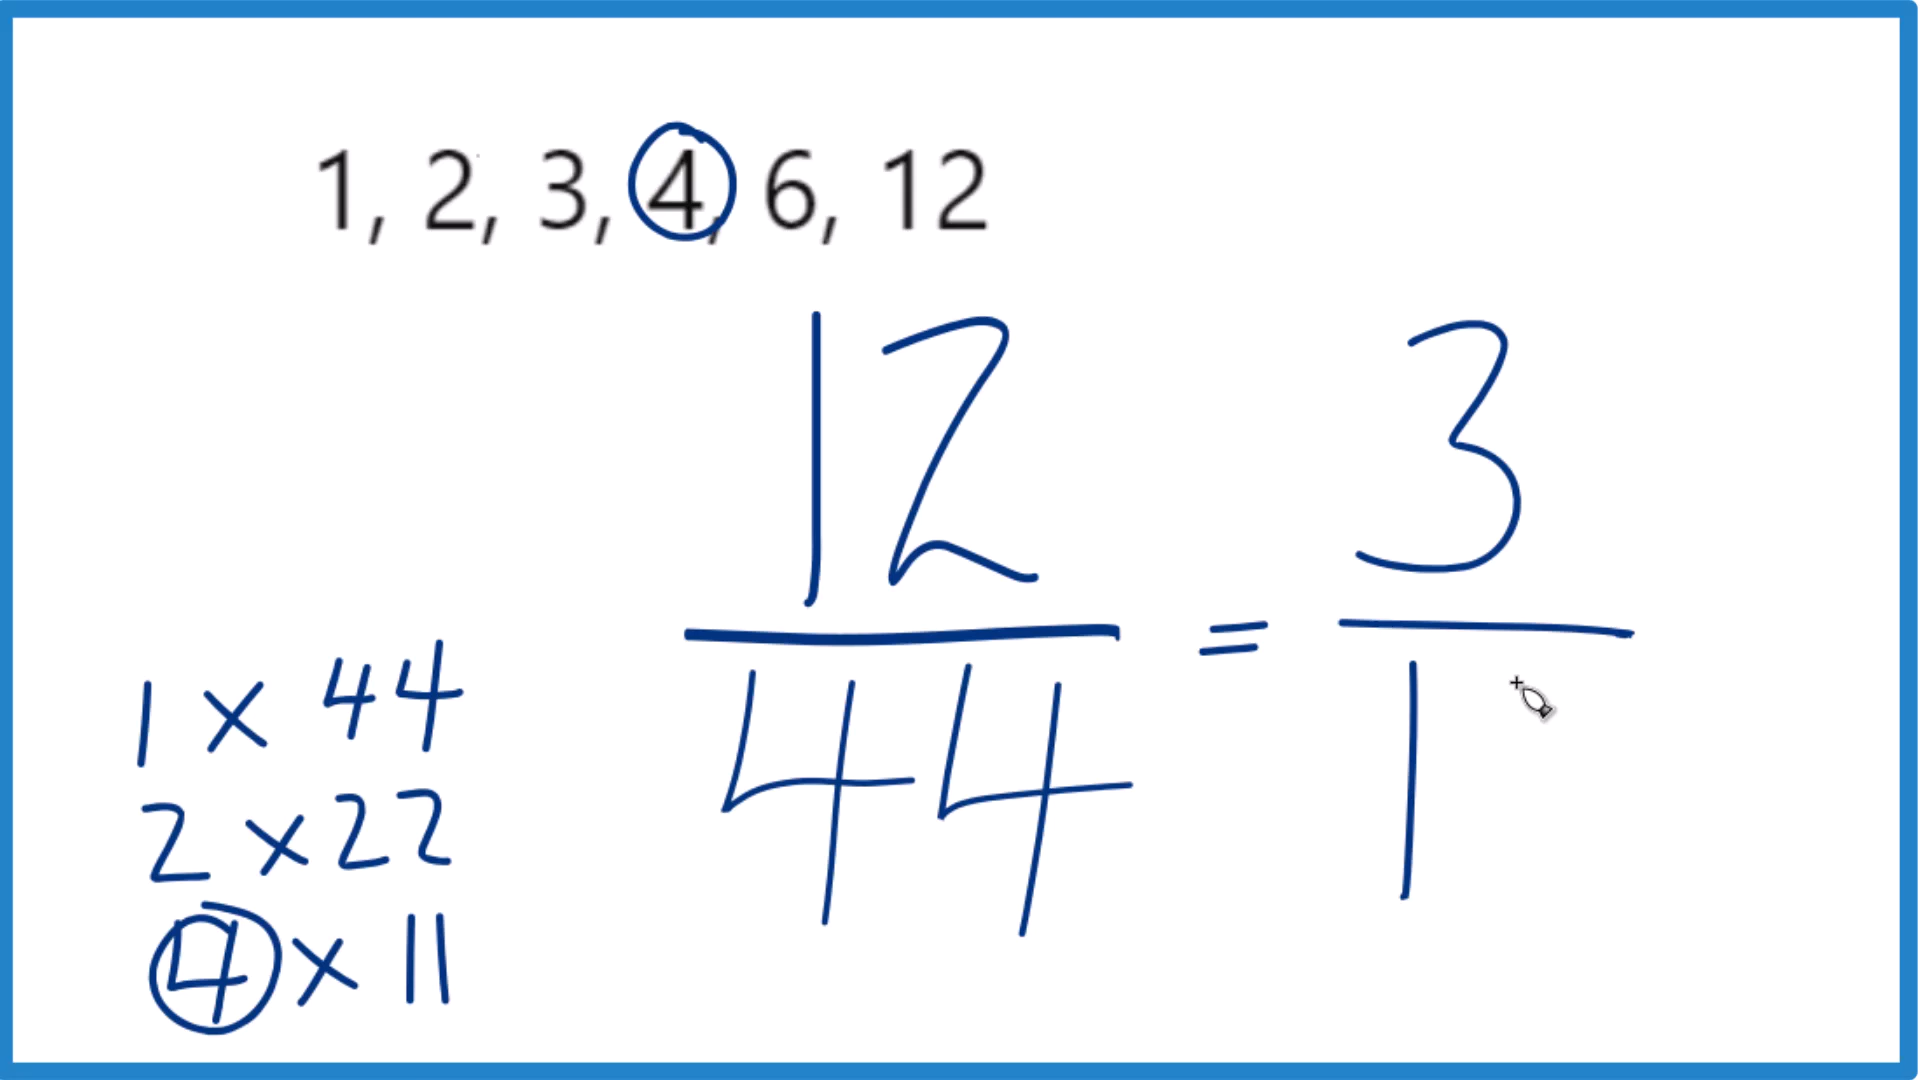 1, 2, 3, 4, 6, 12
12
44
=
3
1
1 x 44
2 x 22
4 x 11